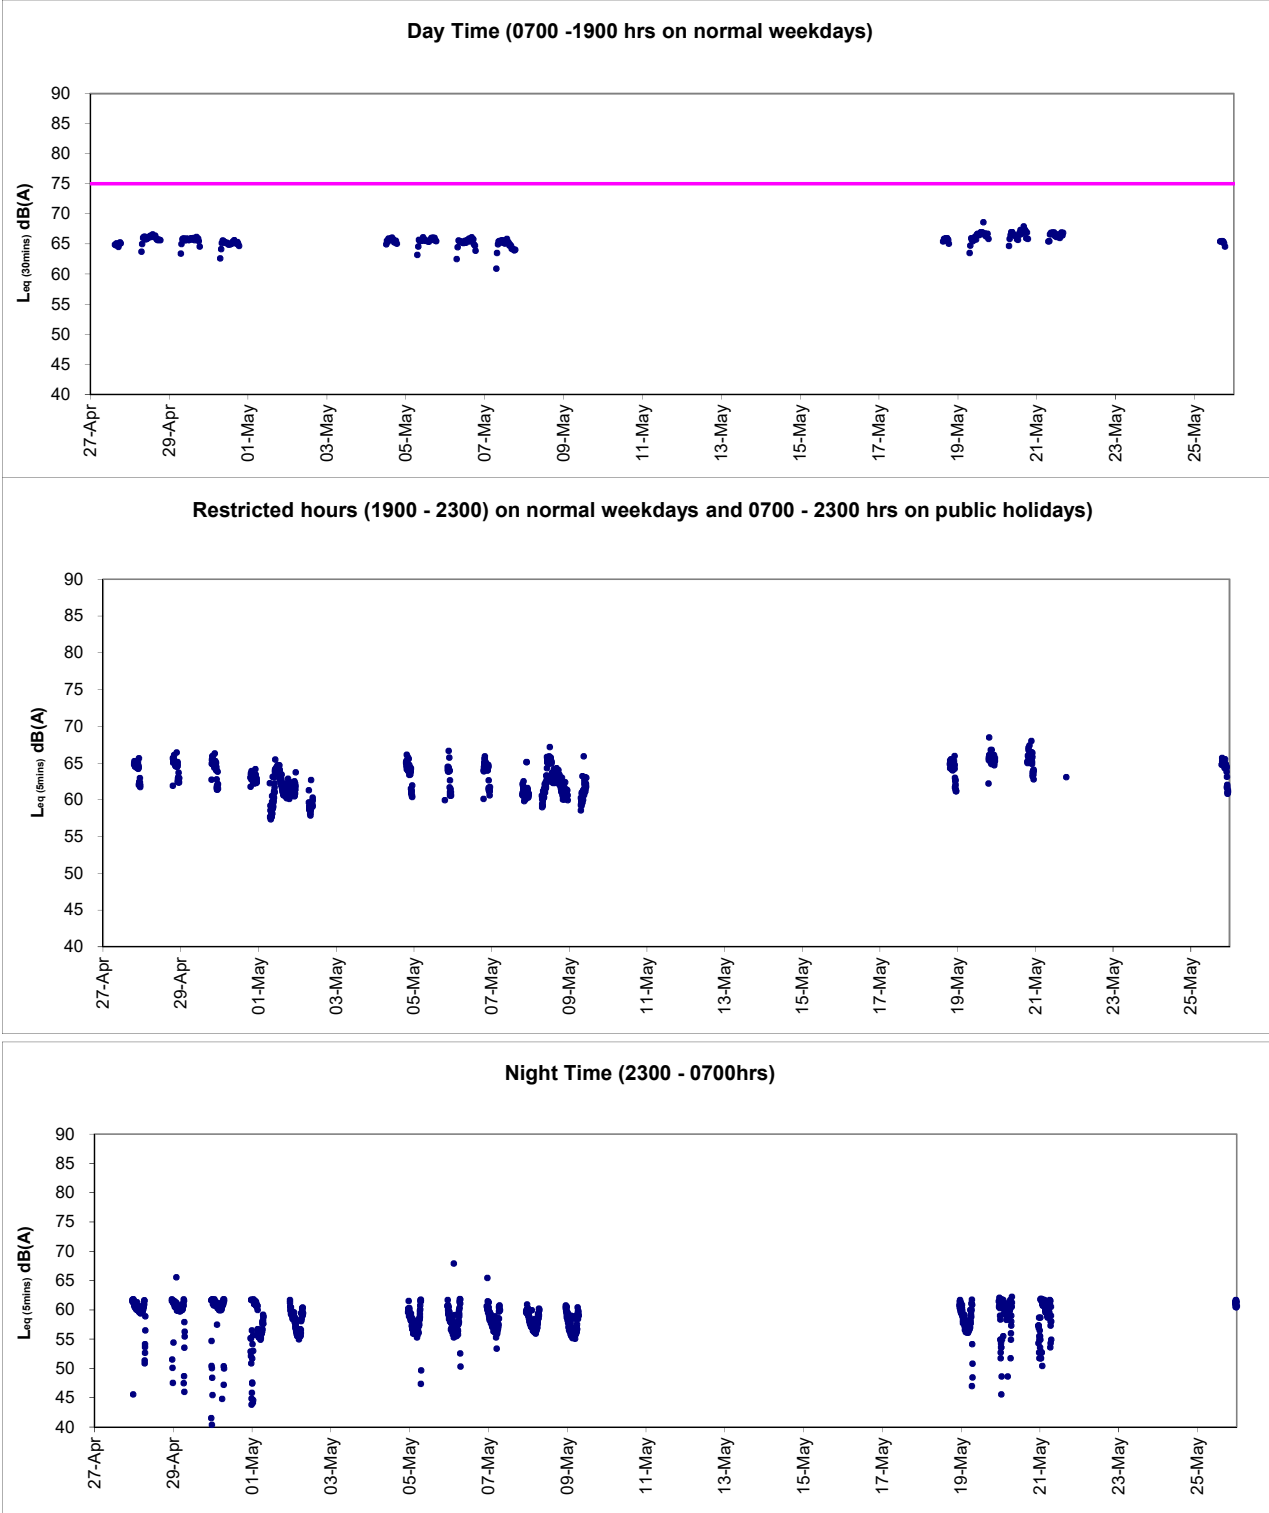 Day Time (0700 -1900 hrs on normal weekdays)
90
85
80
75
70
65
60
55
50
45
40
Leq (30mins) dB(A)
27-Apr
29-Apr
01-May
03-May
05-May
07-May
09-May
11-May
13-May
15-May
17-May
19-May
21-May
23-May
25-May
Restricted hours (1900 - 2300) on normal weekdays and 0700 - 2300 hrs on public holidays)
90
85
80
75
70
65
60
55
50
45
40
Leq (5mins) dB(A)
27-Apr
29-Apr
01-May
03-May
05-May
07-May
09-May
11-May
13-May
15-May
17-May
19-May
21-May
23-May
25-May
Night Time (2300 - 0700hrs)
90
85
80
75
70
65
60
55
50
45
40
Leq (5mins) dB(A)
27-Apr
29-Apr
01-May
03-May
05-May
07-May
09-May
11-May
13-May
15-May
17-May
19-May
21-May
23-May
25-May